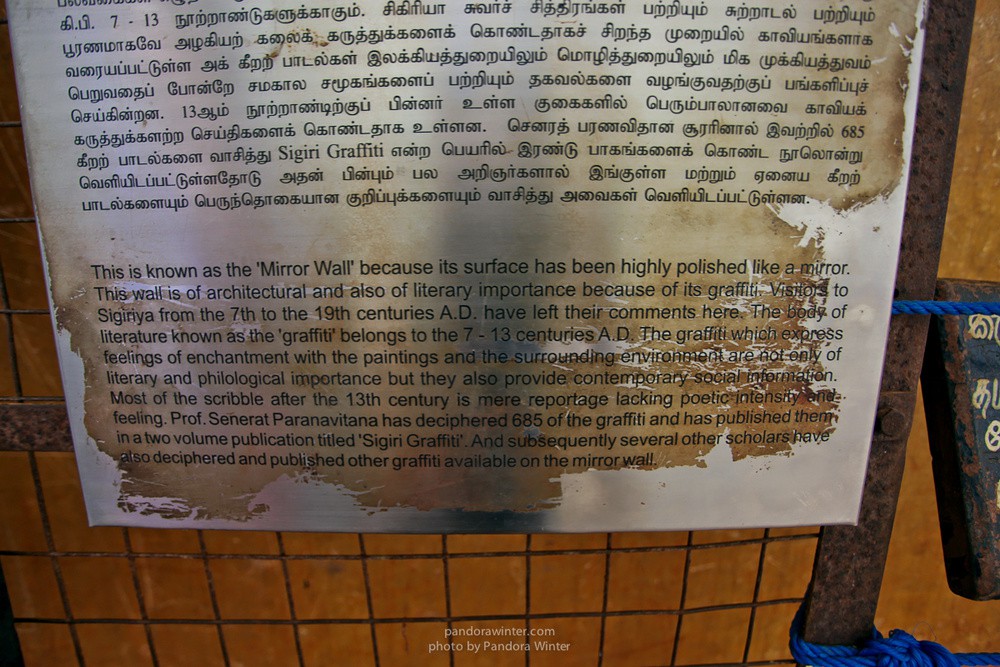 கி.பி. 7 - 13 நூற்றாண்டுகளுக்காகும். சிகிரியா சுவர்ச் சித்திரங்கள் பற்றியும் சுற்றாடல் பற்றியும்
பூரணமாகவே அழகியற் கலைக் கருத்துக்களைக் கொண்டதாகச் சிறந்த முறையில் காவியங்களாக
வரையப்பட்டுள்ள அக் கீறற் பாடல்கள் இலக்கியத்துறையிலும் மொழித்துறையிலும் மிக முக்கியத்துவம்
பெறுவதைப் போன்றே சமகால சமூகங்களைப் பற்றியும் தகவல்களை வழங்குவதற்குப் பங்களிப்புச்
செய்கின்றன. 13ஆம் நூற்றாண்டிற்குப் பின்னர் உள்ள குகைகளில் பெரும்பாலானவை காவியக்
கருத்துக்களற்ற செய்திகளைக் கொண்டதாக உள்ளன. செனரத் பரணவிதான சூரரினால் இவற்றில் 685
கீறற் பாடல்களை வாசித்து Sigiri Graffiti என்ற பெயரில் இரண்டு பாகங்களைக் கொண்ட நூலொன்று
வெளியிடப்பட்டுள்ளதோடு அதன் பின்பும் பல அறிஞர்களால் இங்குள்ள மற்றும் ஏனைய கீறற்
பாடல்களையும் பெருந்தொகையான குறிப்புக்களையும் வாசித்து அவைகள் வெளியிடப்பட்டுள்ளன.
This is known as the 'Mirror Wall' because its surface has been highly polished like a mirror.
This wall is of architectural and also of literary importance because of its graffiti. Visitors to
Sigiriya from the 7th to the 19th centuries A.D. have left their comments here. The body of
literature known as the 'graffiti' belongs to the 7 - 13 centuries A.D. The graffiti which express
feelings of enchantment with the paintings and the surrounding environment are not only of
literary and philological importance but they also provide contemporary social information.
Most of the scribble after the 13th century is mere reportage lacking poetic intensity and
feeling. Prof. Senerat Paranavitana has deciphered 685 of the graffiti and has published them
in a two volume publication titled 'Sigiri Graffiti'. And subsequently several other scholars have
also deciphered and published other graffiti available on the mirror wall.
pandorawinter.com
photo by Pandora Winter